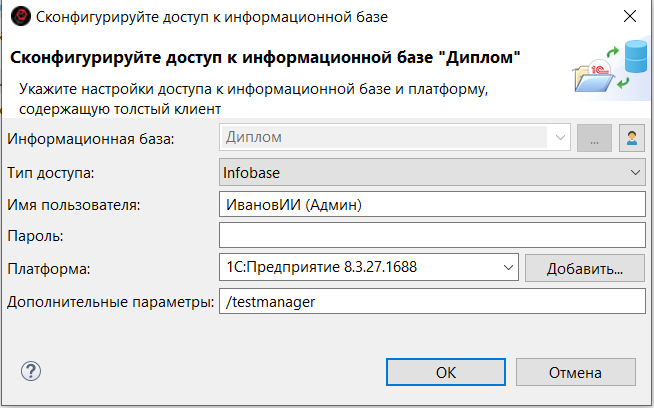 Сконфигурируйте доступ к информационной базе
Сконфигурируйте доступ к информационной базе "Диплом"
Укажите настройки доступа к информационной базе и платформу,
содержащую толстый клиент
Информационная база: Диплом ...
Тип доступа: Infobase
Имя пользователя: ИвановИИ (Админ)
Пароль:
Платформа: 1С:Предприятие 8.3.27.1688 Добавить...
Дополнительные параметры: /testmanager
? ОК Отмена